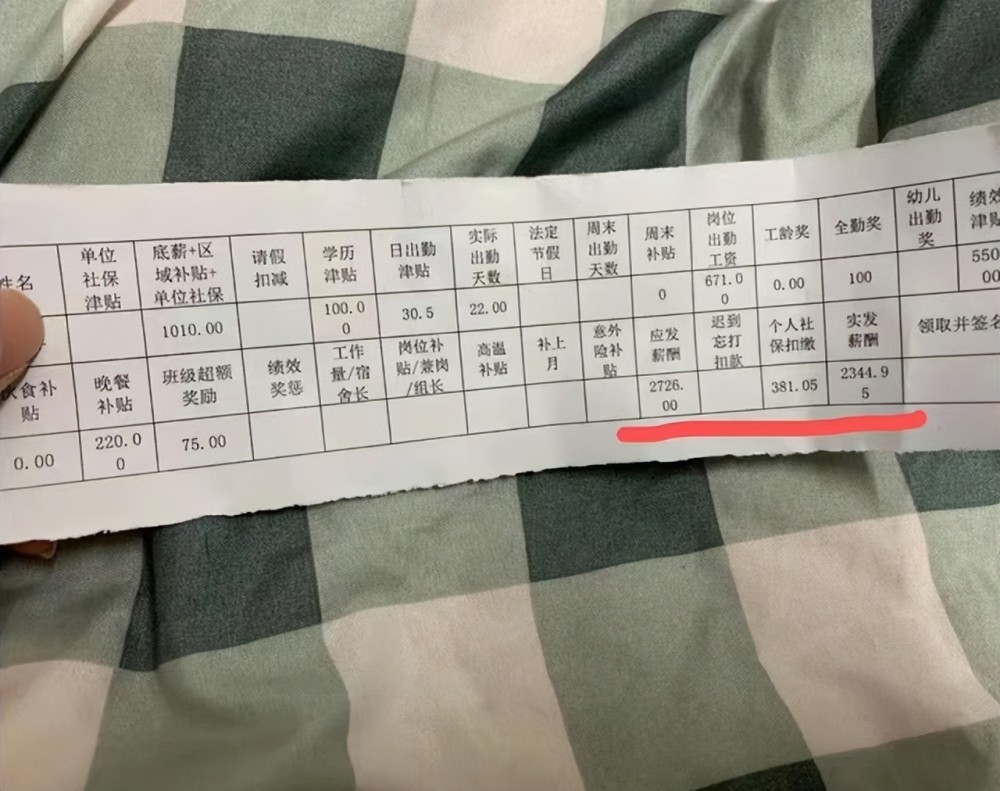 姓名 单位社保津贴 底薪+区域补贴+单位社保 请假扣减 学历津贴 日出勤津贴 实际出勤天数 法定节假日 周末出勤天数 周末补贴 岗位出勤工资 工龄奖 全勤奖 幼儿出勤奖 绩效津贴
1010.00 100.00 30.5 22.00 0 671.00 0.00 100 550.00
饮食补贴 晚餐补贴 班级超额奖励 绩效奖惩 工作量/宿舍长 岗位补贴/兼岗/组长 高温补贴 补上月 意外险补贴 应发薪酬 迟到忘打扣款 个人社保扣缴 实发薪酬 领取并签名
0.00 220.00 75.00 2726.00 381.05 2344.95